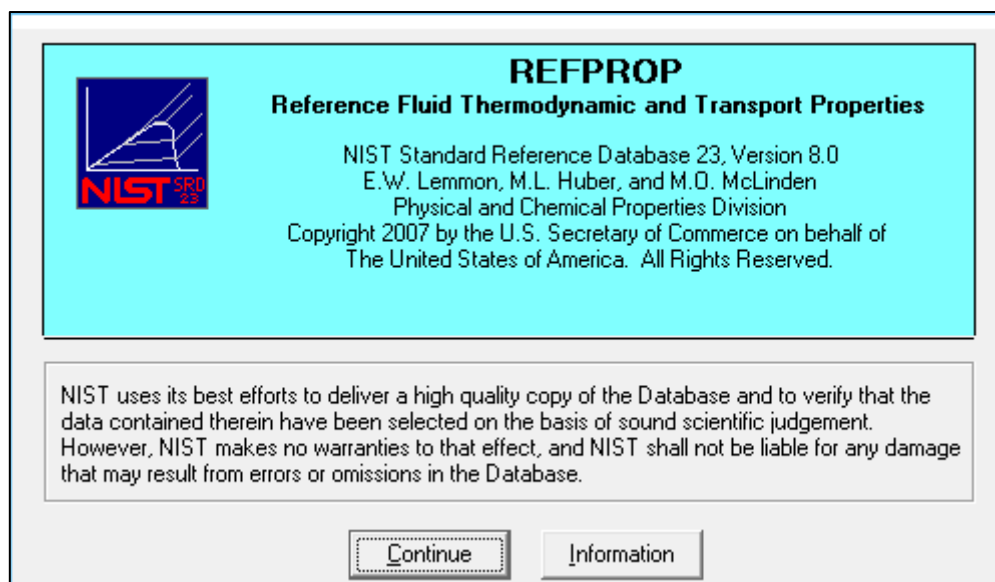 REFPROP
Reference Fluid Thermodynamic and Transport Properties
NIST Standard Reference Database 23, Version 8.0
E.W. Lemmon, M.L. Huber, and M.O. McLinden
Physical and Chemical Properties Division
Copyright 2007 by the U.S. Secretary of Commerce on behalf of
The United States of America.  All Rights Reserved.
NIST SRD
23
NIST uses its best efforts to deliver a high quality copy of the Database and to verify that the
data contained therein have been selected on the basis of sound scientific judgement.
However, NIST makes no warranties to that effect, and NIST shall not be liable for any damage
that may result from errors or omissions in the Database.
Continue
Information